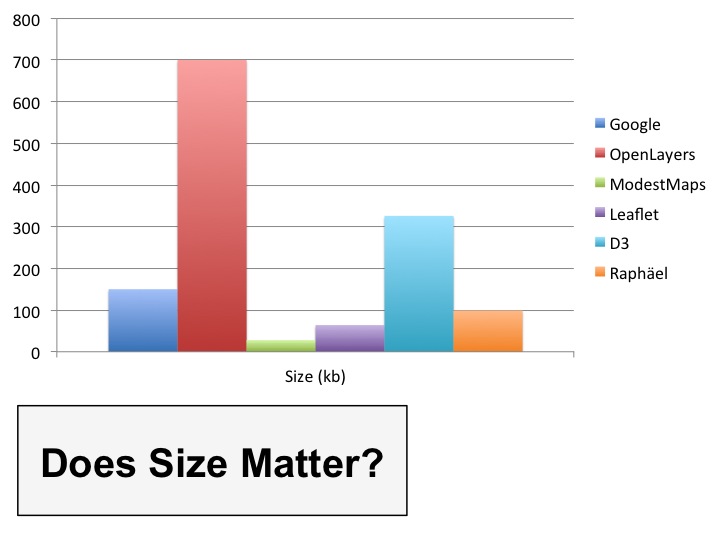 800
700
600
500
400
300
200
100
0
Size (kb)
Google
OpenLayers
ModestMaps
Leaflet
D3
Raphäel
Does Size Matter?